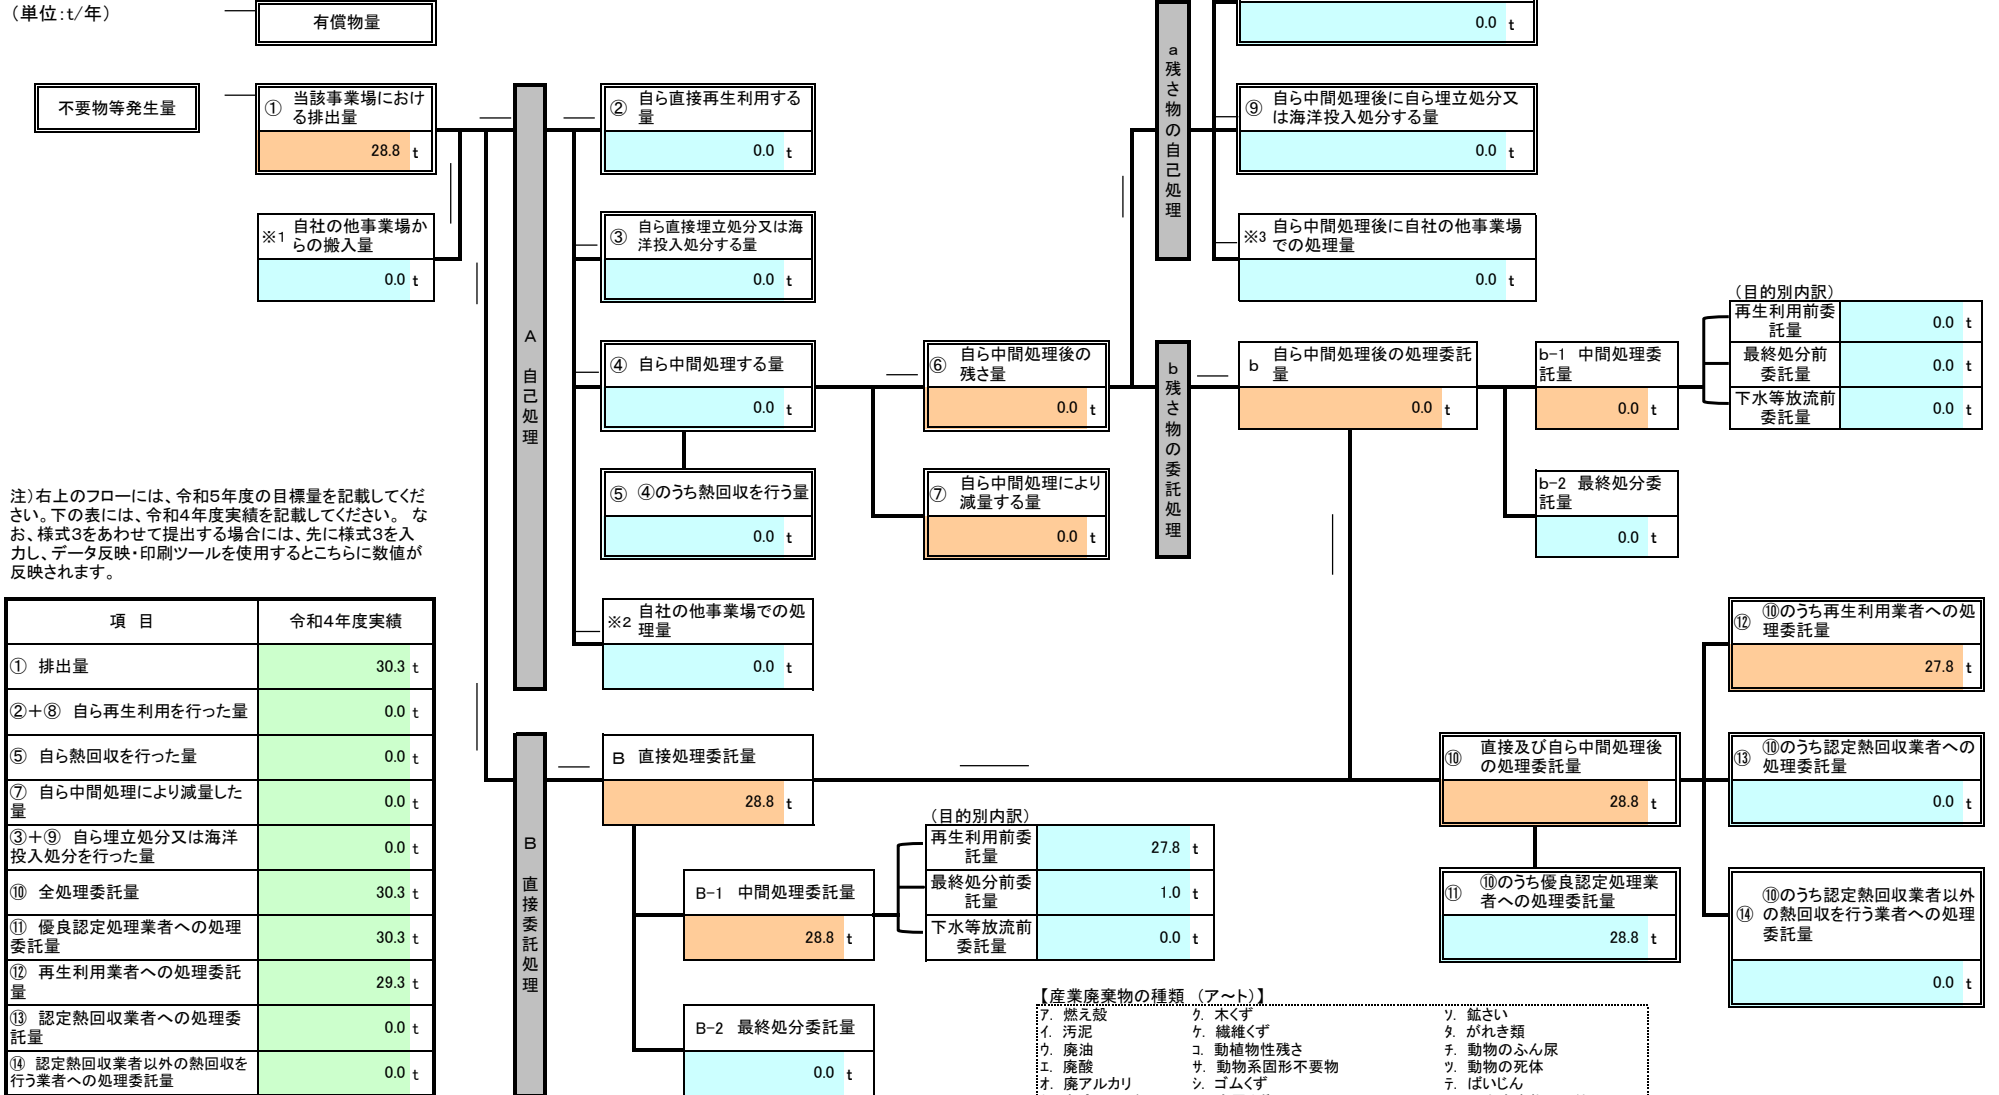 （単位：t/年）
有償物量
不要物等発生量
① 当該事業場におけ
る排出量
28.8 t
※1 自社の他事業場か
らの搬入量
0.0 t
A 自己処理
② 自ら直接再生利用する
量
0.0 t
③ 自ら直接埋立処分又は海
洋投入処分する量
0.0 t
④ 自ら中間処理する量
0.0 t
⑤ ④のうち熱回収を行う量
0.0 t
※2 自社の他事業場での処
理量
0.0 t
⑥ 自ら中間処理後の
残さ量
0.0 t
⑦ 自ら中間処理により
減量する量
0.0 t
a 残さ物の自己処理
0.0 t
⑨ 自ら中間処理後に自ら埋立処分又
は海洋投入処分する量
0.0 t
※3 自ら中間処理後に自社の他事業場
での処理量
0.0 t
b 残さ物の委託処理
b 自ら中間処理後の処理委託
量
0.0 t
b-1 中間処理委
託量
0.0 t
b-2 最終処分委
託量
0.0 t
（目的別内訳）
再生利用前委
託量
0.0 t
最終処分前
委託量
0.0 t
下水等放流前
委託量
0.0 t
注）右上のフローには、令和５年度の目標量を記載してくだ
さい。下の表には、令和４年度実績を記載してください。 な
お、様式３をあわせて提出する場合には、先に様式３を入
力し、データ反映・印刷ツールを使用するとこちらに数値が
反映されます。
項 目 令和４年度実績
① 排出量 30.3 t
②＋⑧ 自ら再生利用を行った量 0.0 t
⑤ 自ら熱回収を行った量 0.0 t
⑦ 自ら中間処理により減量した
量 0.0 t
③＋⑨ 自ら埋立処分又は海洋
投入処分を行った量 0.0 t
⑩ 全処理委託量 30.3 t
⑪ 優良認定処理業者への処理
委託量 30.3 t
⑫ 再生利用業者への処理委託
量 29.3 t
⑬ 認定熱回収業者への処理委
託量 0.0 t
⑭ 認定熱回収業者以外の熱回収を
行う業者への処理委託量 0.0 t
B 直接委託処理
B 直接処理委託量
28.8 t
B-1 中間処理委託量
28.8 t
B-2 最終処分委託量
0.0 t
（目的別内訳）
再生利用前委
託量
27.8 t
最終処分前委
託量
1.0 t
下水等放流前
委託量
0.0 t
⑩ 直接及び自ら中間処理後
の処理委託量
28.8 t
⑪ ⑩のうち優良認定処理業
者への処理委託量
28.8 t
⑫ ⑩のうち再生利用業者への処
理委託量
27.8 t
⑬ ⑩のうち認定熱回収業者への
処理委託量
0.0 t
⑭ ⑩のうち認定熱回収業者以外
の熱回収を行う業者への処理
委託量
0.0 t
【産業廃棄物の種類 （ア～ト）】
ア. 燃え殻 ク. 木くず ソ. 鉱さい
イ. 汚泥 ケ. 繊維くず タ. がれき類
ウ. 廃油 コ. 動植物性残さ チ. 動物のふん尿
エ. 廃酸 サ. 動物系固形不要物 ツ. 動物の死体
オ. 廃アルカリ シ. ゴムくず テ. ばいじん